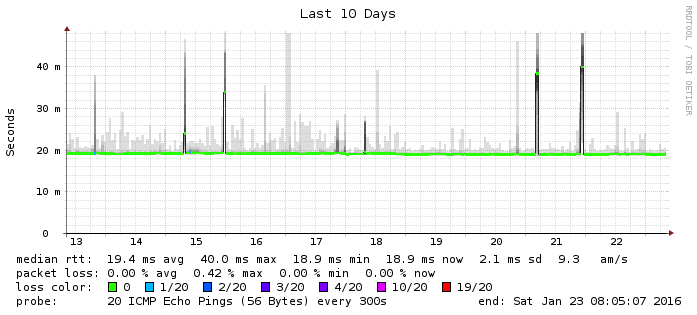 Last 10 Days
RRDTOOL / TOBI OETIKER
Seconds
40 m
30 m
20 m
10 m
0
13 14 15 16 17 18 19 20 21 22
median rtt: 19.4 ms avg 40.0 ms max 18.9 ms min 18.9 ms now 2.1 ms sd 9.3 am/s
packet loss: 0.00 % avg 0.42 % max 0.00 % min 0.00 % now
loss color: 0 1/20 2/20 3/20 4/20 10/20 19/20
probe: 20 ICMP Echo Pings (56 Bytes) every 300s end: Sat Jan 23 08:05:07 2016